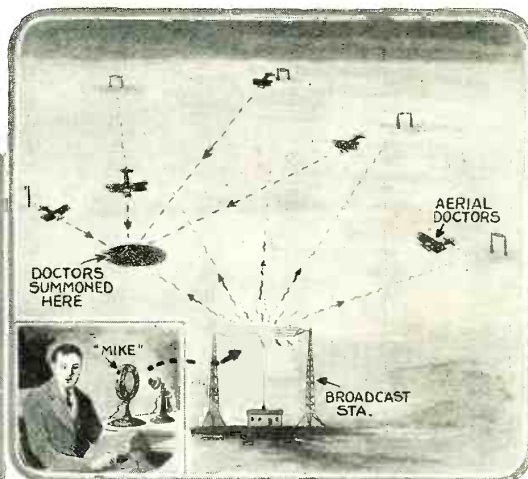 AERIAL
DOCTORS
DOCTORS
SUMMONED
HERE
"MIKE"
BROADCAST
STA.